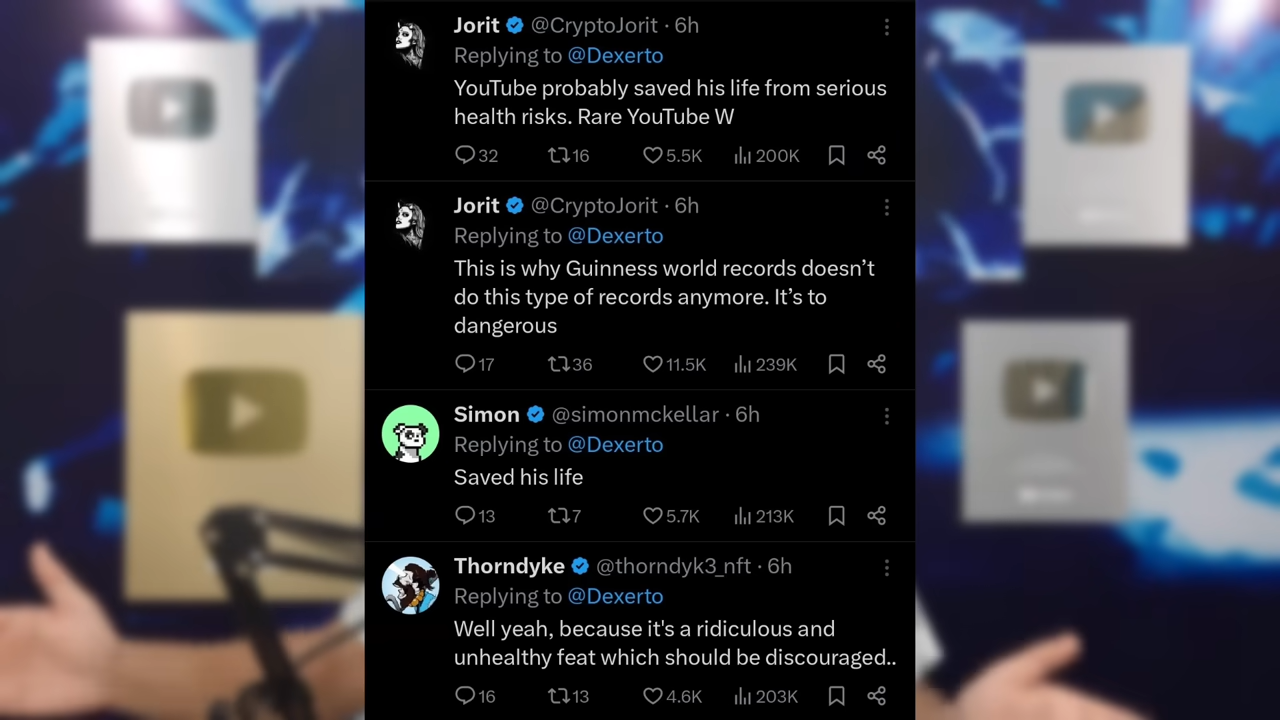 Jorit @CryptoJorit · 6h
Replying to @Dexerto
YouTube probably saved his life from serious
health risks. Rare YouTube W
32 16 5.5K 200K
Jorit @CryptoJorit · 6h
Replying to @Dexerto
This is why Guinness world records doesn’t
do this type of records anymore. It’s to
dangerous
17 36 11.5K 239K
Simon @simonmckellar · 6h
Replying to @Dexerto
Saved his life
13 7 5.7K 213K
Thorndyke @thorndyk3_nft · 6h
Replying to @Dexerto
Well yeah, because it's a ridiculous and
unhealthy feat which should be discouraged..
16 13 4.6K 203K